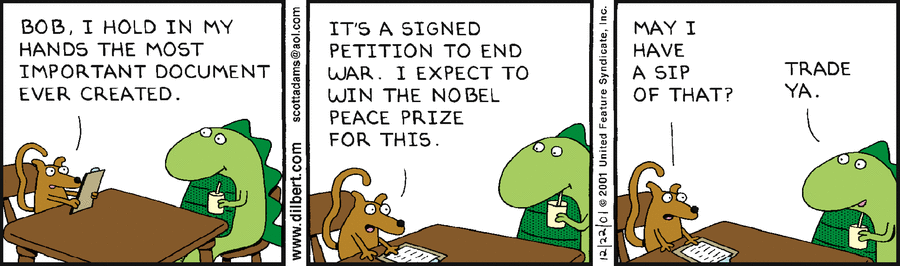 BOB, I HOLD IN MY
HANDS THE MOST
IMPORTANT DOCUMENT
EVER CREATED.
www.dilbert.com scottadams@aol.com
IT'S A SIGNED
PETITION TO END
WAR. I EXPECT TO
WIN THE NOBEL
PEACE PRIZE
FOR THIS.
12/22/01 © 2001 United Feature Syndicate, Inc.
MAY I
HAVE
A SIP
OF THAT?
TRADE
YA.